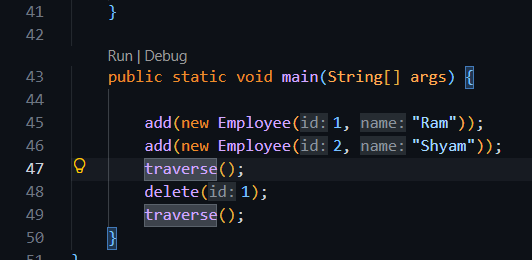 41 }
42
Run | Debug
43 public static void main(String[] args) {
44
45 add(new Employee(id: 1, name: "Ram"));
46 add(new Employee(id: 2, name: "Shyam"));
47 traverse();
48 delete(id: 1);
49 traverse();
50 }
51 }